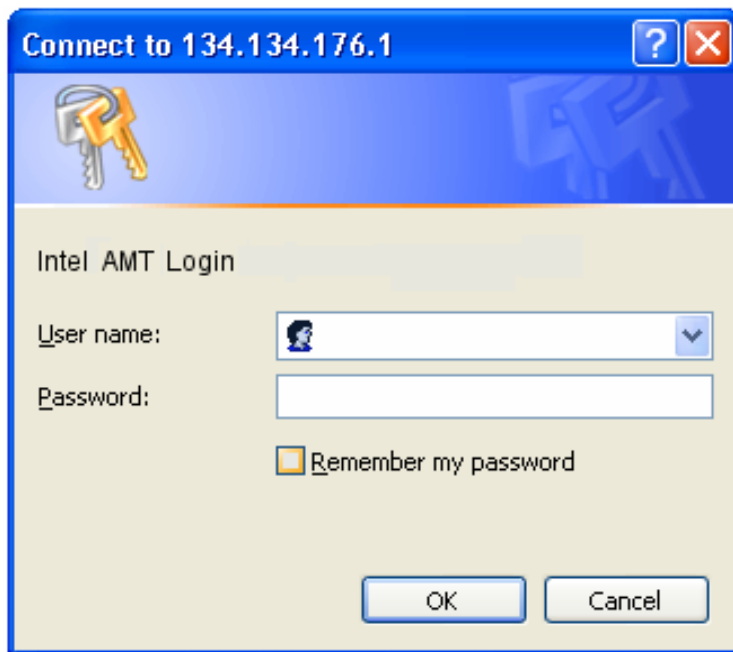 Connect to 134.134.176.1
Intel AMT Login
User name:
Password:
Remember my password
OK Cancel